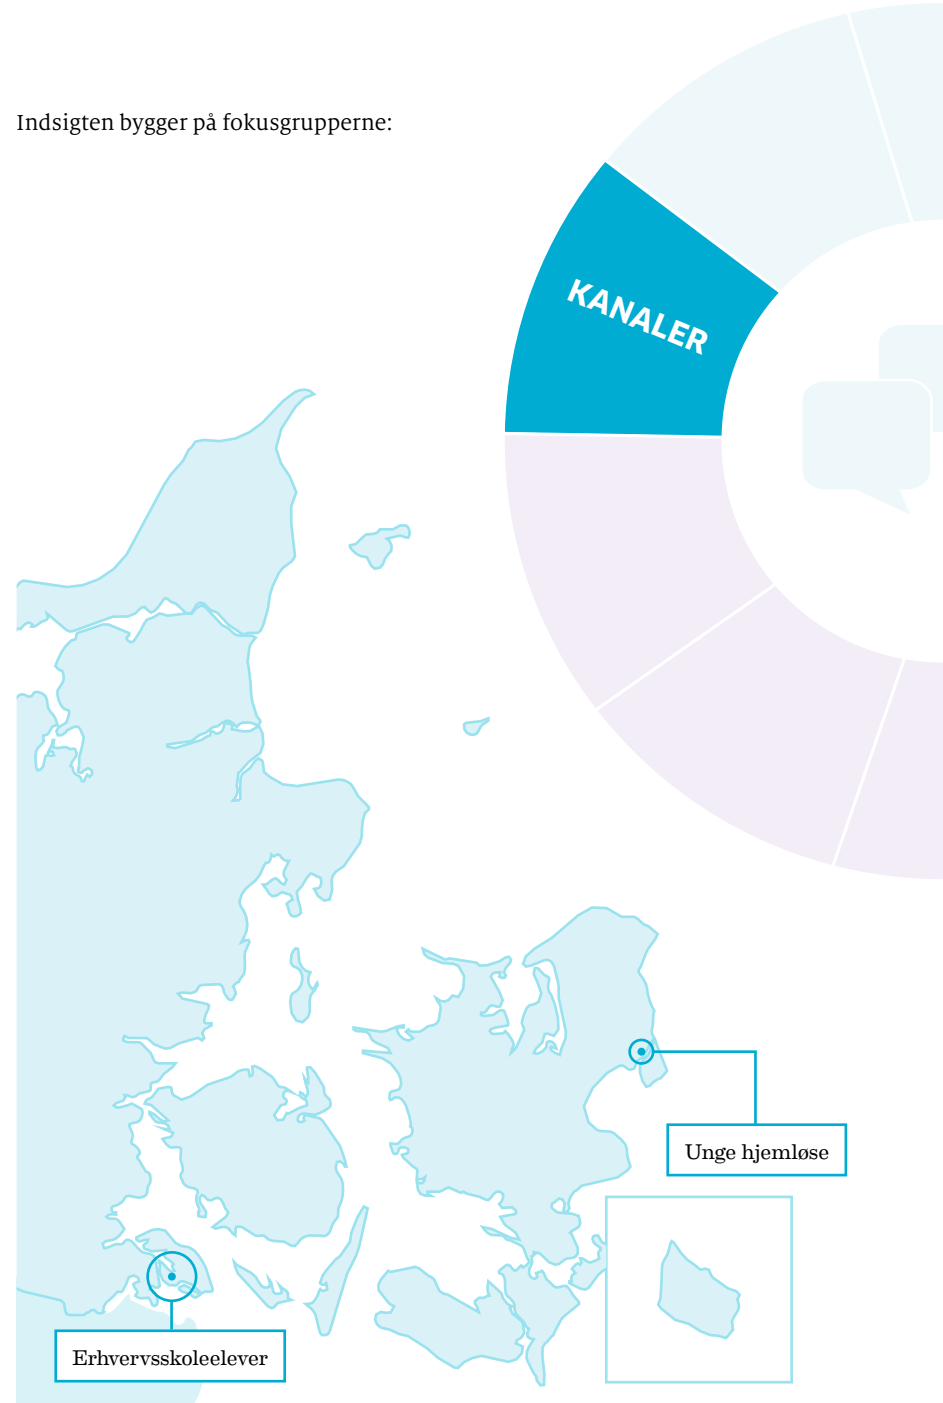 Indsigten bygger på fokusgrupperne:
KANALER
Unge hjemløse
Erhvervsskoleelever